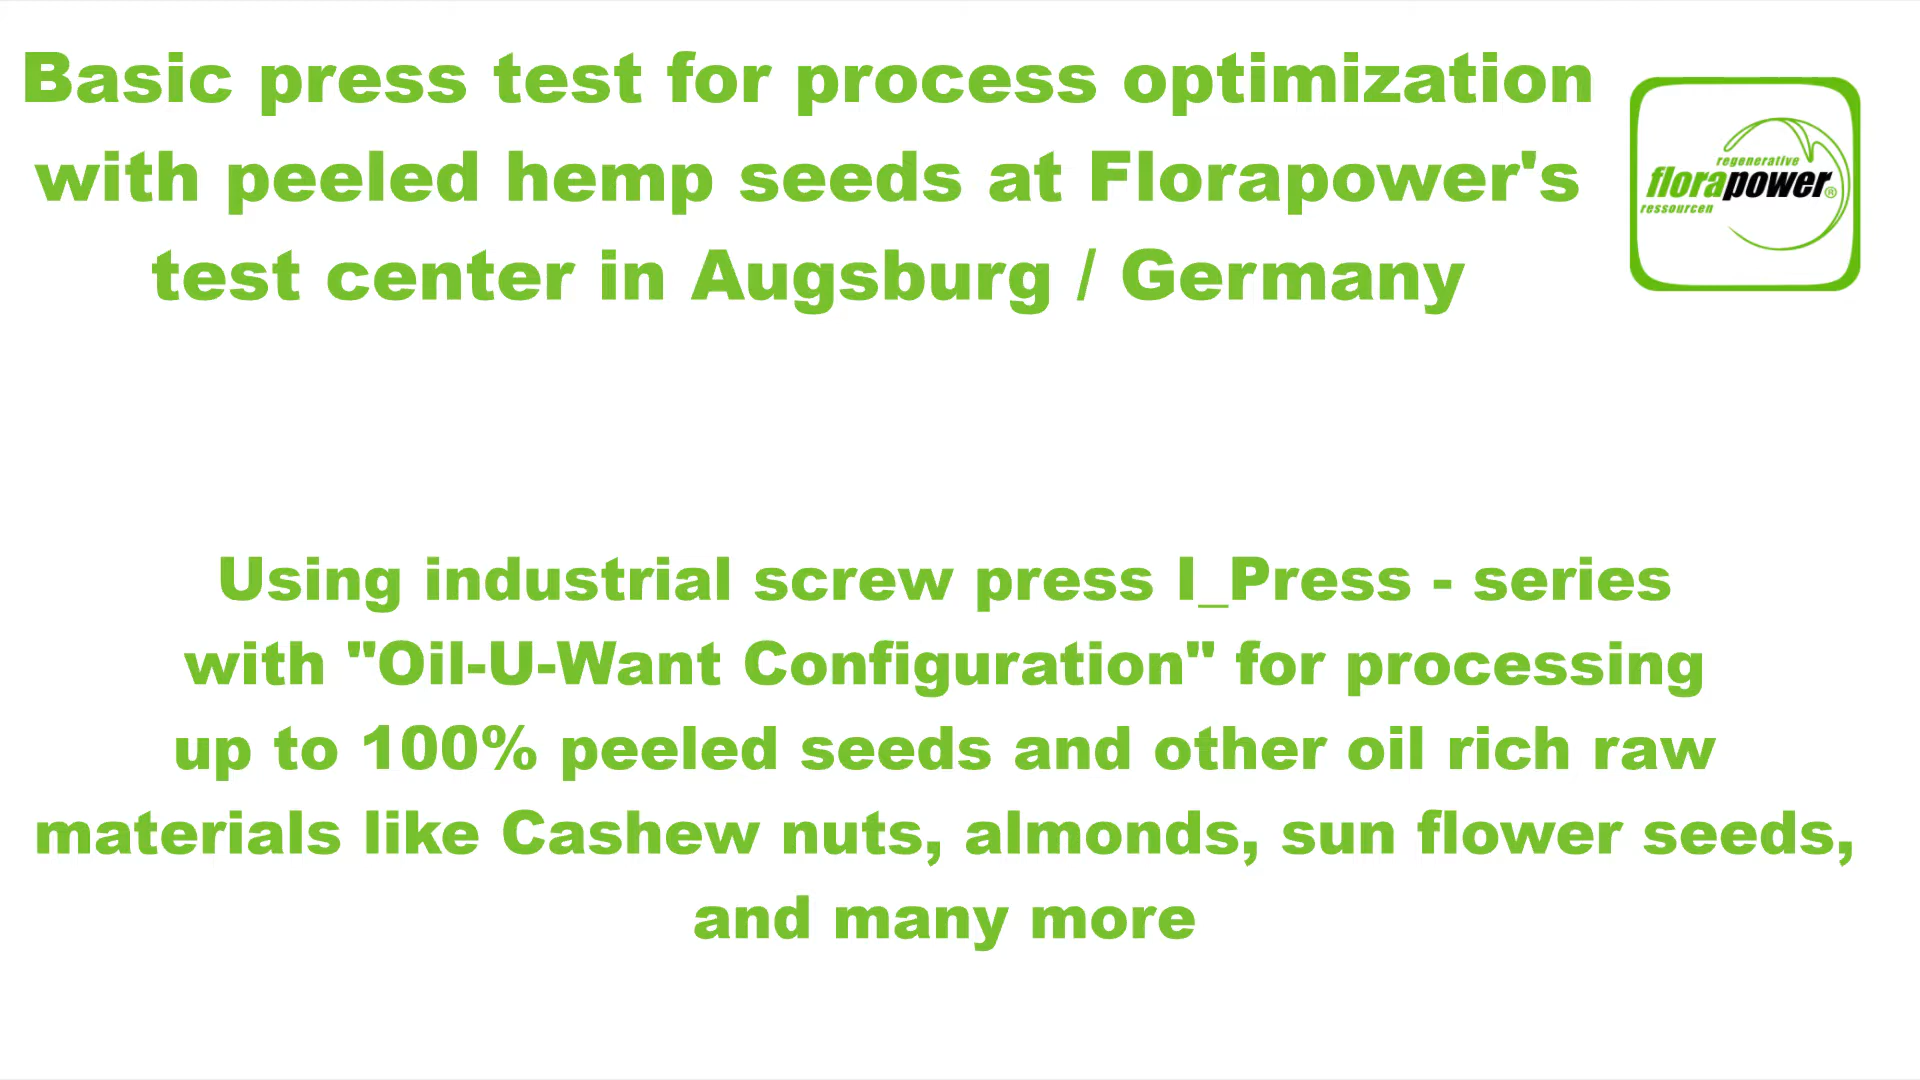 Basic press test for process optimization
with peeled hemp seeds at Florapower's
test center in Augsburg / Germany
regenerative
florapower®
ressourcen
Using industrial screw press I_Press - series
with "Oil-U-Want Configuration" for processing
up to 100% peeled seeds and other oil rich raw
materials like Cashew nuts, almonds, sun flower seeds,
and many more